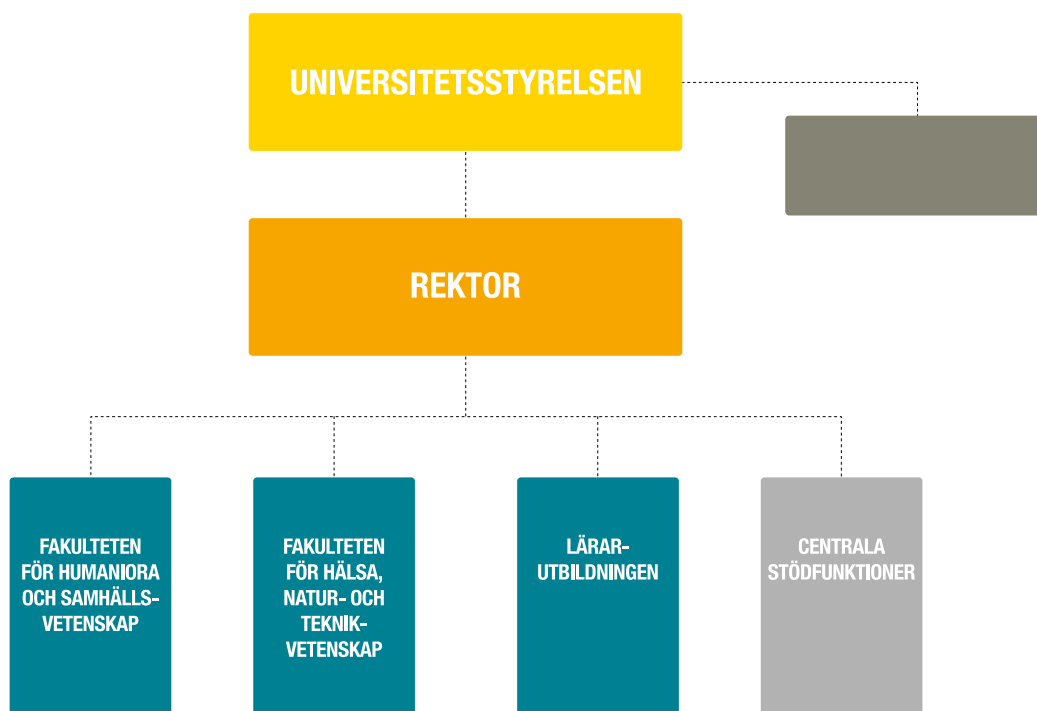 UNIVERSITETSSTYRELSEN
REKTOR
FAKULTETEN
FÖR HUMANIORA
OCH SAMHÄLLS-
VETENSKAP
FAKULTETEN
FÖR HÄLSA,
NATUR- OCH
TEKNIK-
VETENSKAP
LÄRAR-
UTBILDNINGEN
CENTRALA
STÖDFUNKTIONER